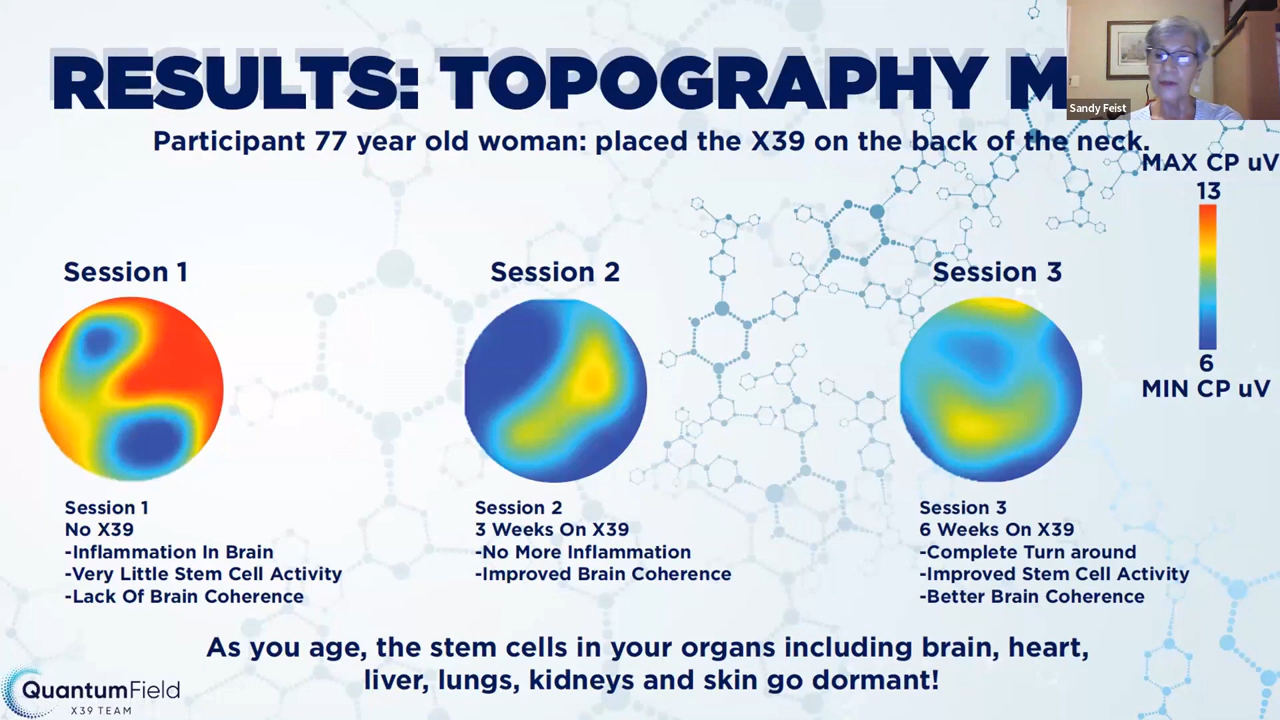 RESULTS: TOPOGRAPHY M
Sandy Feist
Participant 77 year old woman: placed the X39 on the back of the neck.
MAX CP uV
13
6
MIN CP uV
Session 1
Session 2
Session 3
Session 1
No X39
-Inflammation In Brain
-Very Little Stem Cell Activity
-Lack Of Brain Coherence
Session 2
3 Weeks On X39
-No More Inflammation
-Improved Brain Coherence
Session 3
6 Weeks On X39
-Complete Turn around
-Improved Stem Cell Activity
-Better Brain Coherence
As you age, the stem cells in your organs including brain, heart,
liver, lungs, kidneys and skin go dormant!
QuantumField
X39 TEAM